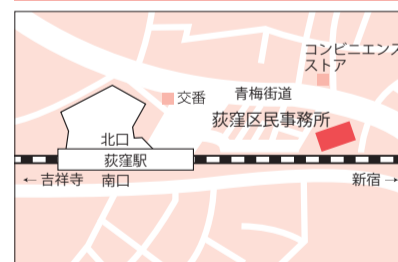 コンビニエンス
ストア
交番
青梅街道
荻窪区民事務所
北口
荻窪駅
←吉祥寺
南口
新宿→